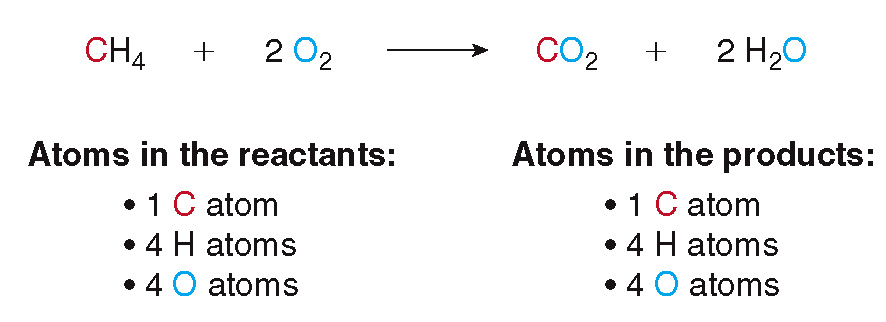 CH₄ + 2 O₂ ⟶ CO₂ + 2 H₂O
Atoms in the reactants:
• 1 C atom
• 4 H atoms
• 4 O atoms
Atoms in the products:
• 1 C atom
• 4 H atoms
• 4 O atoms